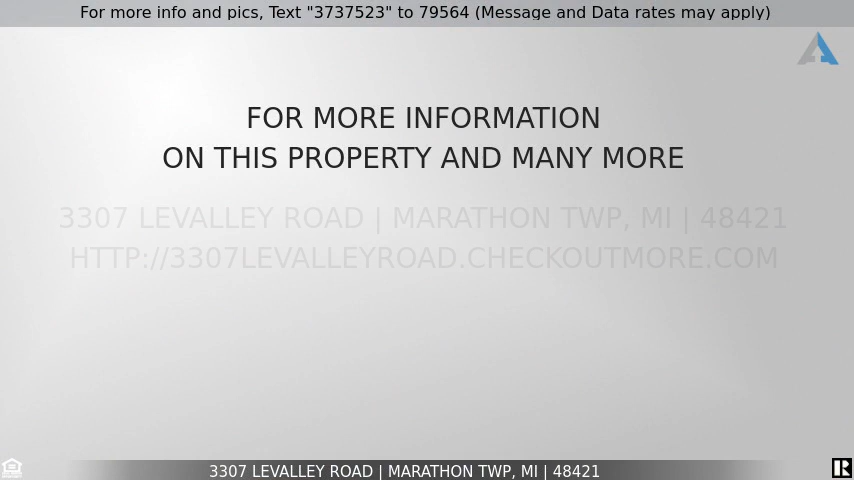 For more info and pics, Text "3737523" to 79564 (Message and Data rates may apply)
FOR MORE INFORMATION
ON THIS PROPERTY AND MANY MORE
3307 LEVALLEY ROAD | MARATHON TWP, MI | 48421
HTTP://3307LEVALLEYROAD.CHECKOUTMORE.COM
3307 LEVALLEY ROAD | MARATHON TWP, MI | 48421